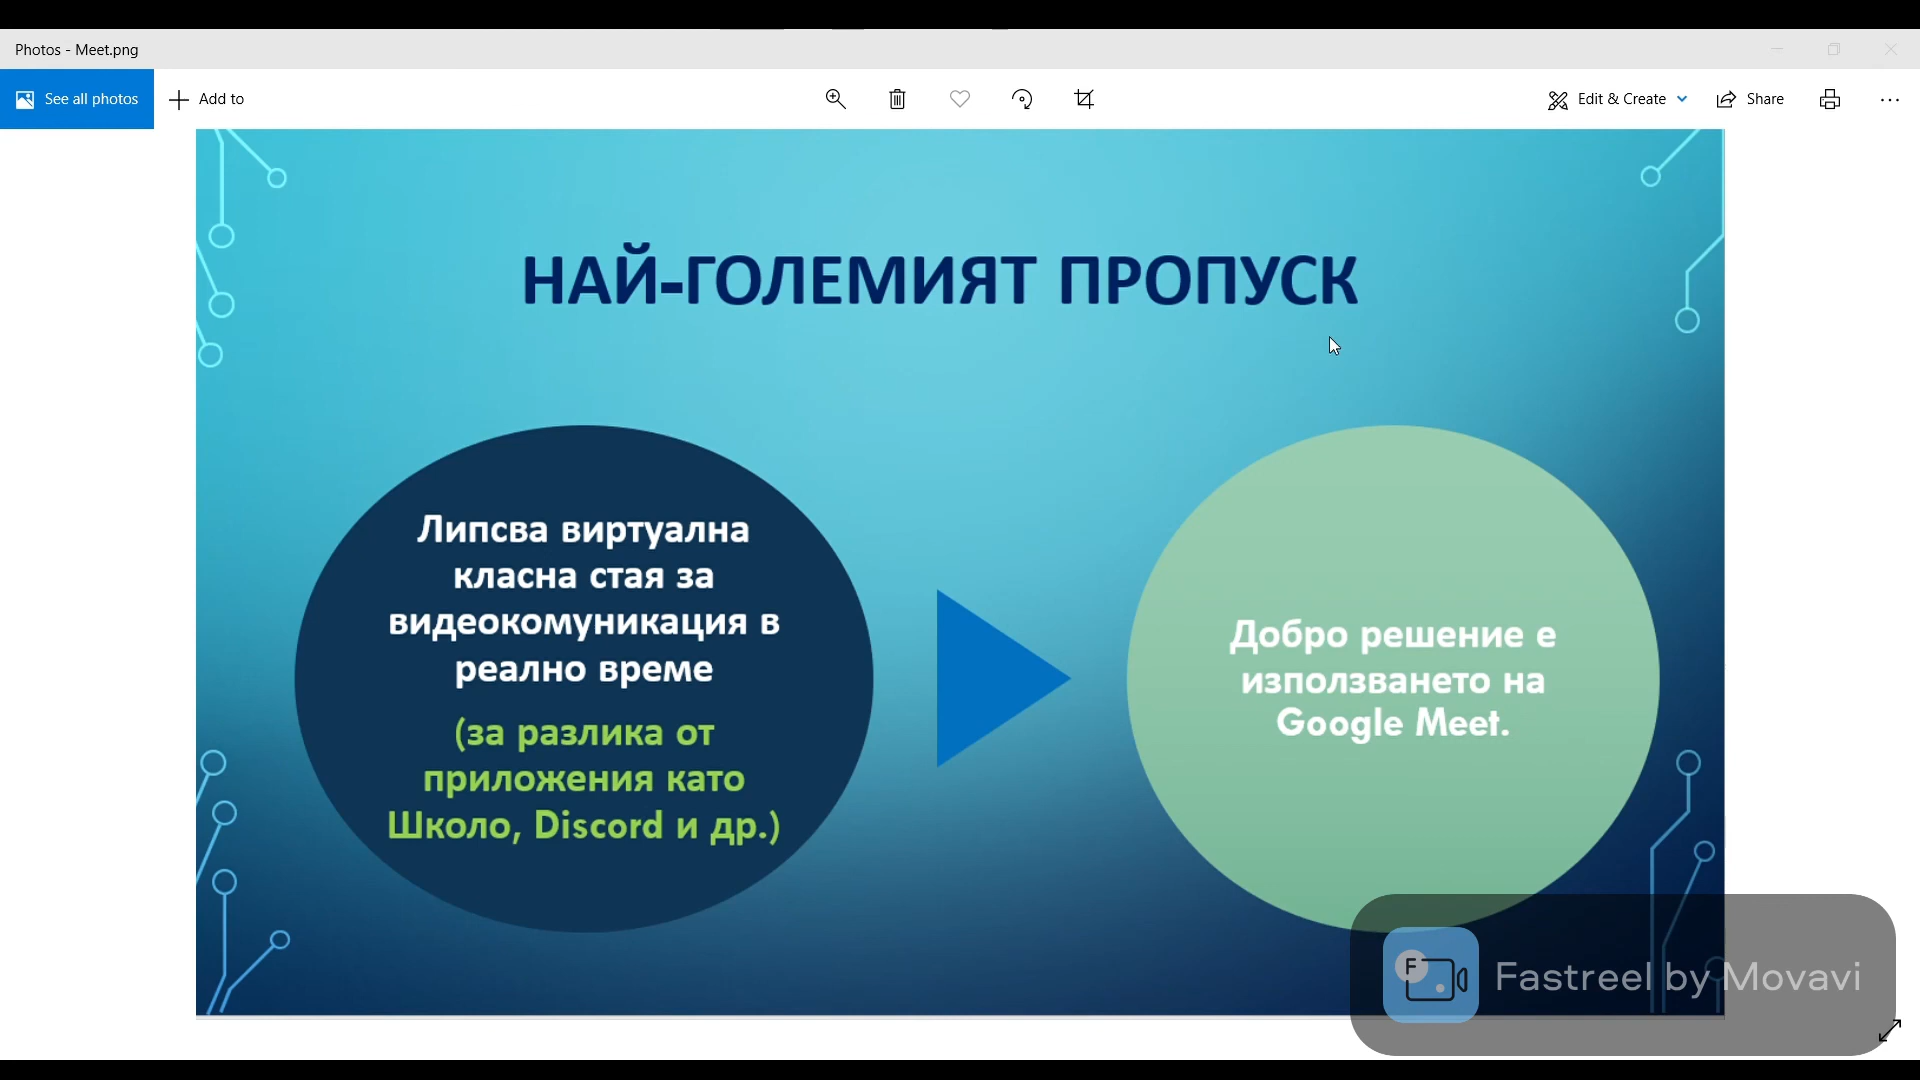 Photos - Meet.png
See all photos
Add to
Edit & Create
Share
НАЙ-ГОЛЕМИЯТ ПРОПУСК
Липсва виртуална
класна стая за
видеокомуникация в
реално време
(за разлика от
приложения като
Школо, Discord и др.)
Добро решение е
използването на
Google Meet.
F
Fastreel by Movavi